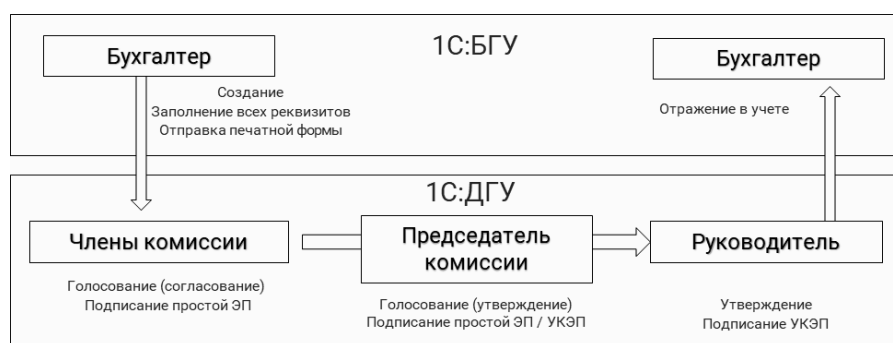 1С:БГУ
Бухгалтер
Создание
Заполнение всех реквизитов
Отправка печатной формы
Бухгалтер
Отражение в учете
1С:ДГУ
Члены комиссии
Голосование (согласование)
Подписание простой ЭП
Председатель
комиссии
Голосование (утверждение)
Подписание простой ЭП / УКЭП
Руководитель
Утверждение
Подписание УКЭП